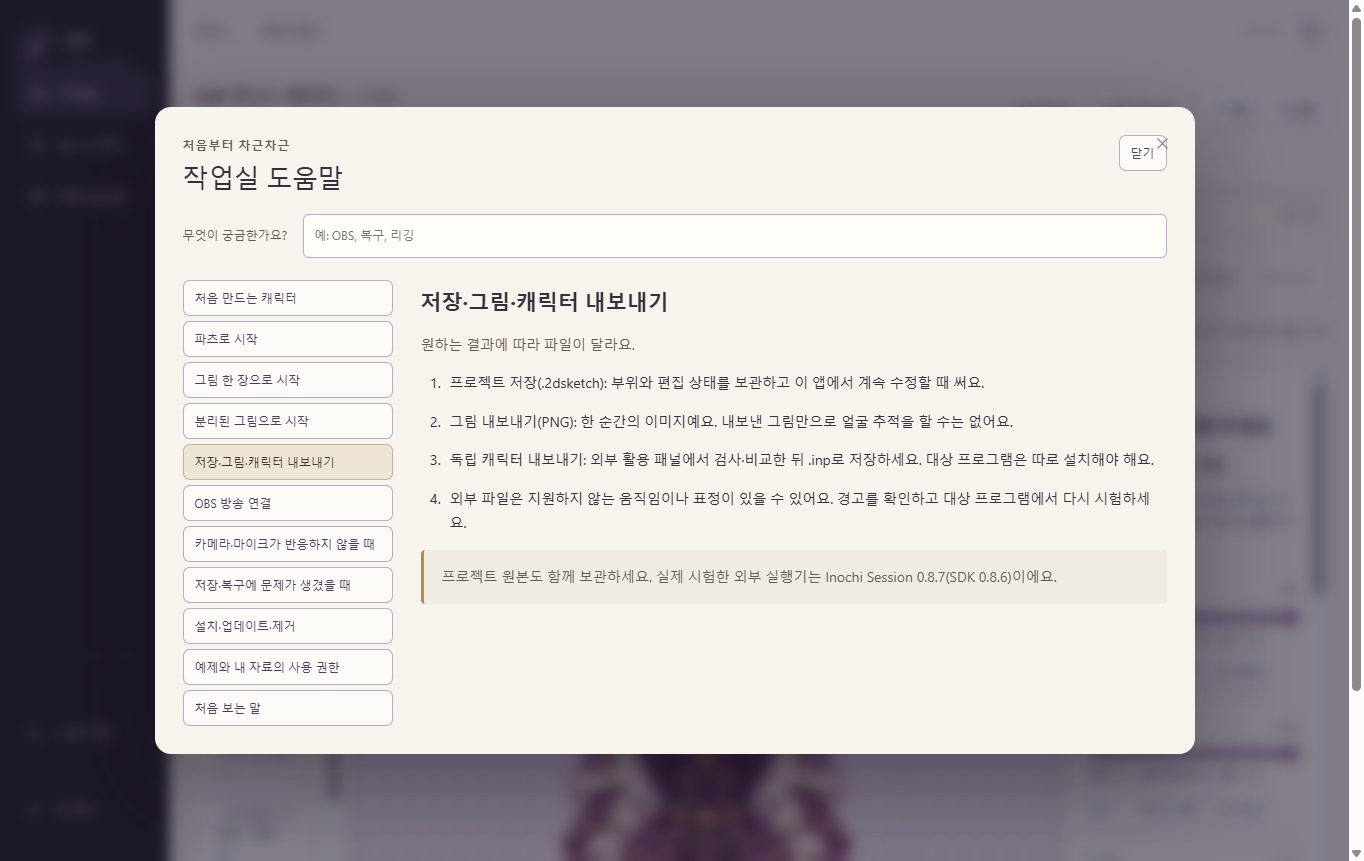 처음부터 차근차근
작업실 도움말
닫기
무엇이 궁금한가요?
예: OBS, 복구, 리깅
처음 만드는 캐릭터
파츠로 시작
그림 한 장으로 시작
분리된 그림으로 시작
저장·그림·캐릭터 내보내기
OBS 방송 연결
카메라·마이크가 반응하지 않을 때
저장·복구에 문제가 생겼을 때
설치·업데이트·제거
예제와 내 자료의 사용 권한
처음 보는 말
저장·그림·캐릭터 내보내기
원하는 결과에 따라 파일이 달라요.
1. 프로젝트 저장(.2dsketch): 부위와 편집 상태를 보관하고 이 앱에서 계속 수정할 때 써요.
2. 그림 내보내기(PNG): 한 순간의 이미지예요. 내보낸 그림만으로 얼굴 추적을 할 수는 없어요.
3. 독립 캐릭터 내보내기: 외부 활용 패널에서 검사·비교한 뒤 .inp로 저장하세요. 대상 프로그램은 따로 설치해야 해요.
4. 외부 파일은 지원하지 않는 움직임이나 표정이 있을 수 있어요. 경고를 확인하고 대상 프로그램에서 다시 시험하세
요.
프로젝트 원본도 함께 보관하세요. 실제 시험한 외부 실행기는 Inochi Session 0.8.7(SDK 0.8.6)이에요.